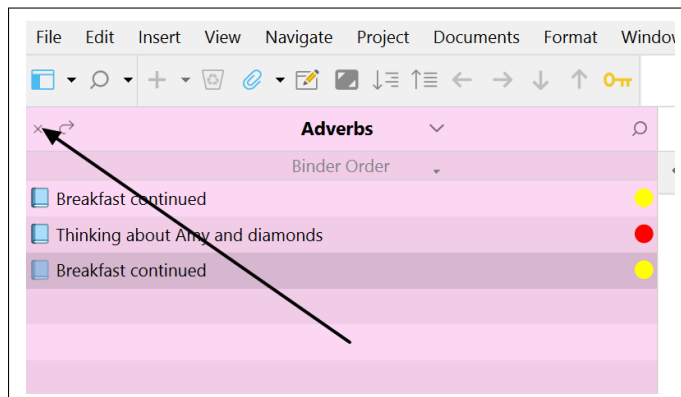 File Edit Insert View Navigate Project Documents Format Window
Adverbs
Binder Order
Breakfast continued
Thinking about Amy and diamonds
Breakfast continued